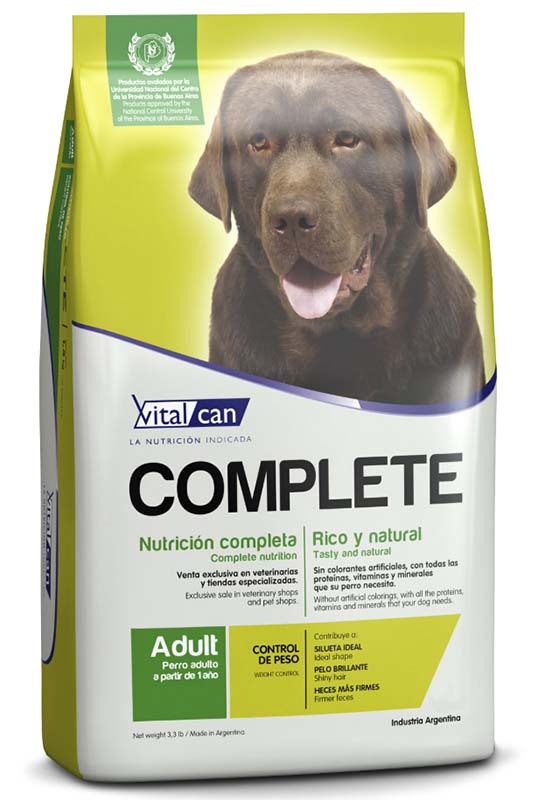 Productos avalados por la
Universidad Nacional del Centro
de la Provincia de Buenos Aires
Products approved by the
National Central University
of the Province of Buenos Aires.
vital can
LA NUTRICIÓN INDICADA
COMPLETE
Nutrición completa
Complete nutrition
Venta exclusiva en veterinarias
y tiendas especializadas.
Exclusive sale in veterinary shops
and pet shops.
Rico y natural
Tasty and natural
Sin colorantes artificiales, con todas las
proteínas, vitaminas y minerales
que su perro necesita.
Without artificial colorings, with all the proteins,
vitamins and minerals that your dog needs.
Adult
Perro adulto
a partir de 1 año
CONTROL
DE PESO
WEIGHT CONTROL
Contribuye a:
SILUETA IDEAL
Ideal shape
PELO BRILLANTE
Shiny hair
HECES MÁS FIRMES
Firmer feces
Net weight 3,3 lb / Made in Argentina
Industria Argentina
vital can